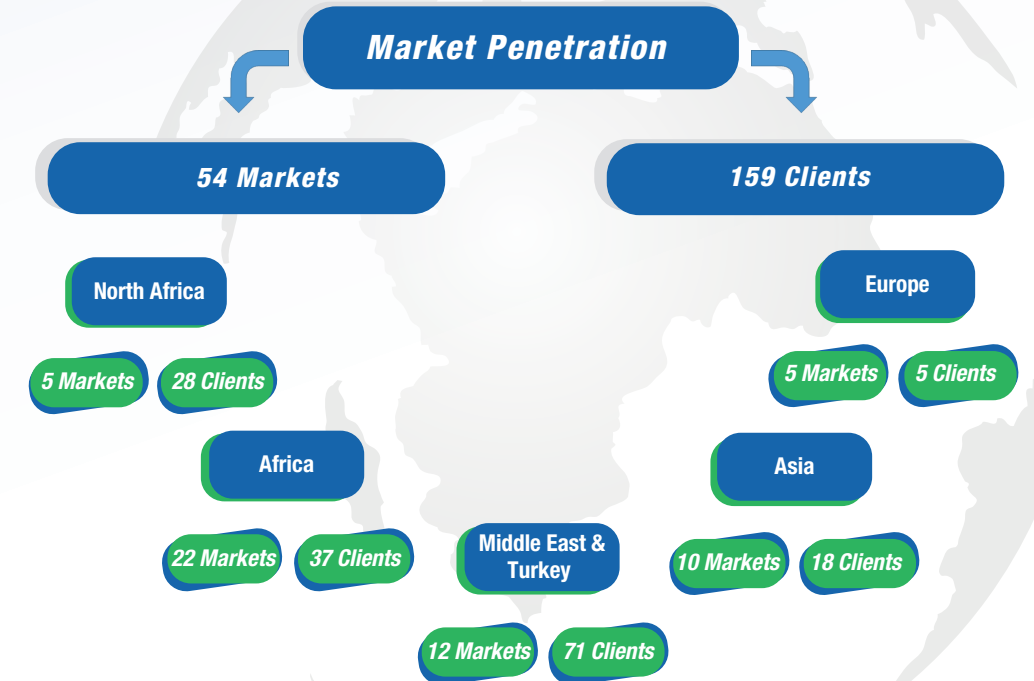 Market Penetration
54 Markets
159 Clients
North Africa
5 Markets
28 Clients
Europe
5 Markets
5 Clients
Africa
22 Markets
37 Clients
Asia
10 Markets
18 Clients
Middle East &
Turkey
12 Markets
71 Clients